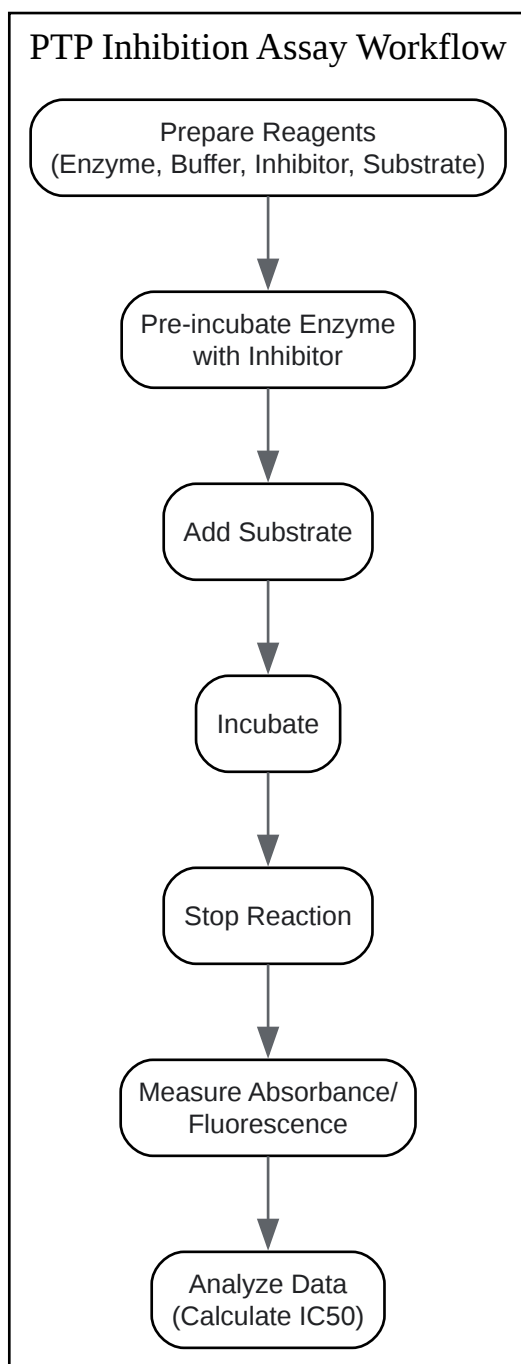 PTP Inhibition Assay Workflow
Prepare Reagents
(Enzyme, Buffer, Inhibitor, Substrate)
Pre-incubate Enzyme
with Inhibitor
Add Substrate
Incubate
Stop Reaction
Measure Absorbance/
Fluorescence
Analyze Data
(Calculate IC50)